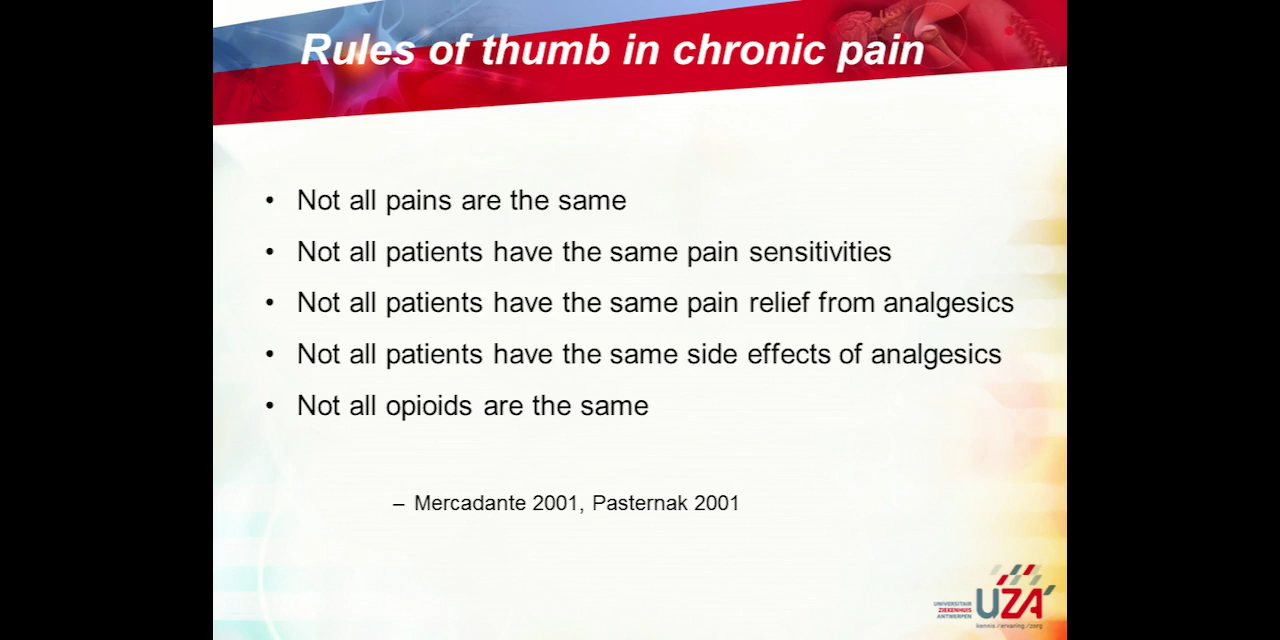 Rules of thumb in chronic pain
• Not all pains are the same
• Not all patients have the same pain sensitivities
• Not all patients have the same pain relief from analgesics
• Not all patients have the same side effects of analgesics
• Not all opioids are the same
– Mercadante 2001, Pasternak 2001
UNIVERSITAIR
ZIEKENHUIS
ANTWERPEN
UZA
kennis / ervaring / zorg